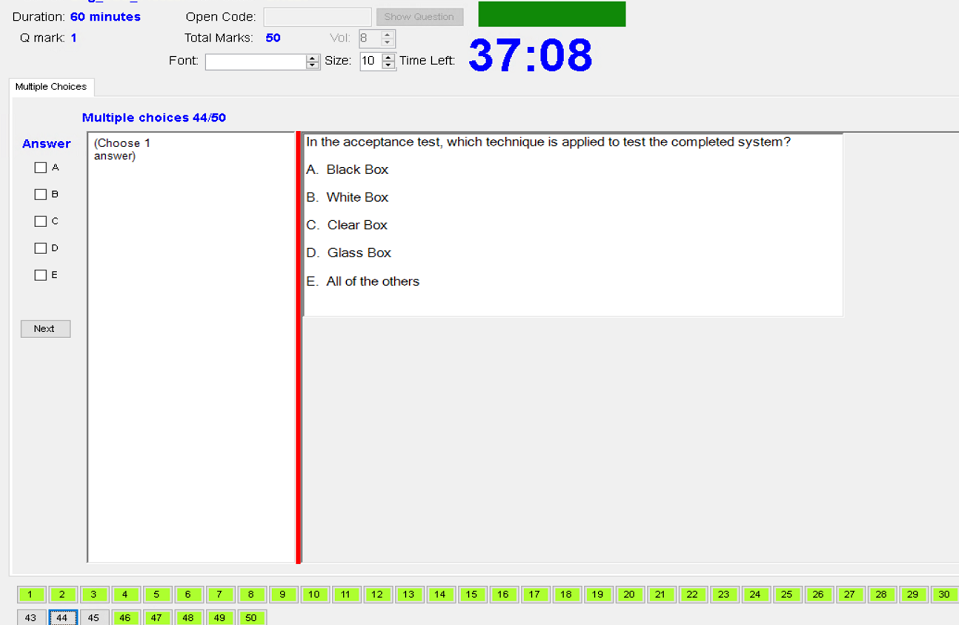 Duration: 60 minutes Open Code: Show Question
Q mark: 1 Total Marks: 50 Vol: 8
37:08
Font: Size: 10 Time Left:
Multiple Choices
Multiple choices 44/50
Answer
(Choose 1
answer)
In the acceptance test, which technique is applied to test the completed system?
A
A. Black Box
B
B. White Box
C
C. Clear Box
D
D. Glass Box
E
E. All of the others
Next
1 2 3 4 5 6 7 8 9 10 11 12 13 14 15 16 17 18 19 20 21 22 23 24 25 26 27 28 29 30
43 44 45 46 47 48 49 50